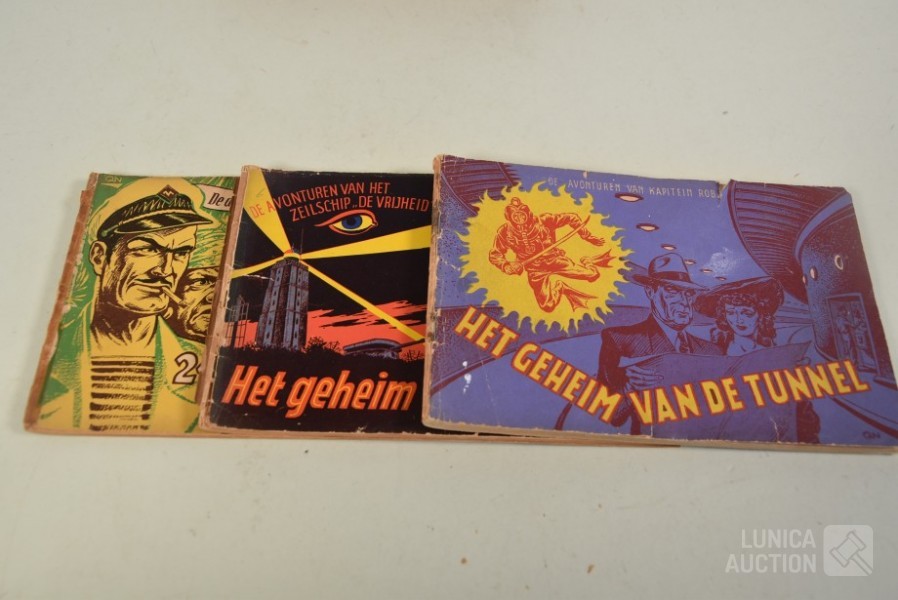 De
24
DE AVONTUREN VAN HET
ZEILSCHIP „DE VRIJHEID"
Het geheim
DE AVONTUREN VAN KAPITEIN ROB
HET GEHEIM VAN DE TUNNEL
LUNICA
AUCTION